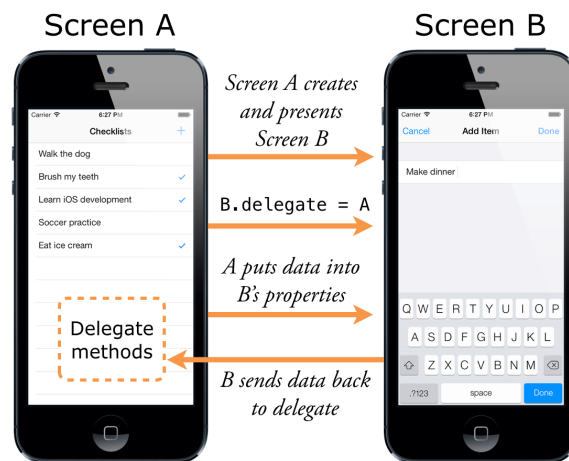 Screen A
Screen B
Carrier 6:27 PM
Checklists +
Walk the dog
Brush my teeth
Learn iOS development
Soccer practice
Eat ice cream
Delegate
methods
Screen A creates
and presents
Screen B
B.delegate = A
A puts data into
B's properties
B sends data back
to delegate
Carrier 6:27 PM
Cancel Add Item Done
Make dinner
Q W E R T Y U I O P
A S D F G H J K L
Z X C V B N M
.?123 space Done